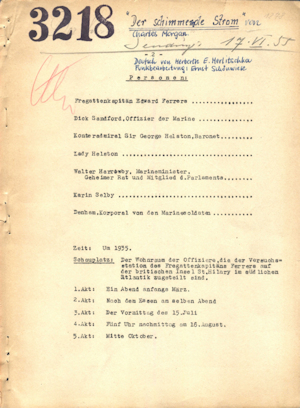 3218
"Der schimmernde Strom"
Charles Morgan
Sendung: 17.VI.55
- 2 -
Deutsch von Herberth E. Herlitschka
Funkbearbeitung: Ernst Schönwiese
Personen:
Fregattenkapitän Edward Ferrers ..................
Dick Sandford, Offizier der Marine ...............
Konteradmiral Sir George Helston, Baronet.........
Lady Helston .....................................
Walter Harrowby, Marineminister,
Geheimer Rat und Mitglied d. Parlaments.......
Karin Selby ......................................
Denham, Korporal von den Marinesoldaten ..........
Zeit: Um 1935.
Schauplatz: Der Wohnraum der Offiziere, die der Versuchs-
station des Fregattenkapitäns Ferrers auf
der britischen Insel St. Hilary im südlichen
Atlantik zugeteilt sind.
1.Akt: Ein Abend anfangs März.
2.Akt: Nach dem Essen am selben Abend
3.Akt: Der Vormittag des 15.Juli
4.Akt: Fünf Uhr nachmittag am 16.August.
5.Akt: Mitte Oktober.